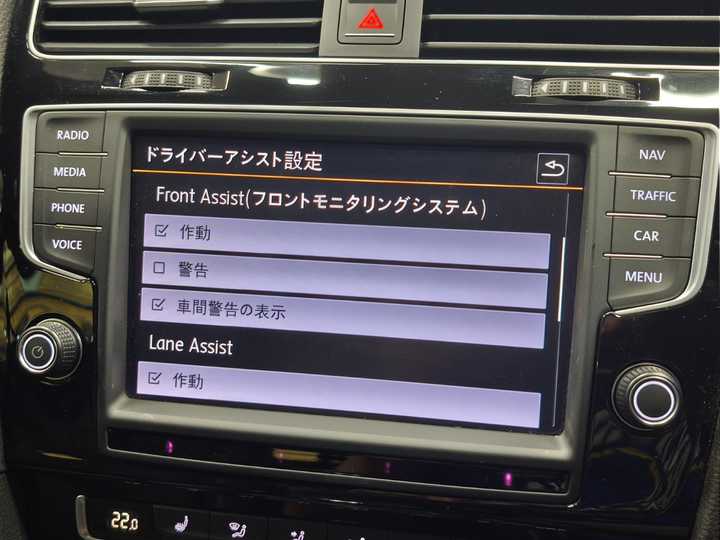 RADIO
MEDIA
PHONE
VOICE
ドライバーアシスト設定
Front Assist(フロントモニタリングシステム)
作動
警告
車間警告の表示
Lane Assist
作動
NAV
TRAFFIC
CAR
MENU
22.0